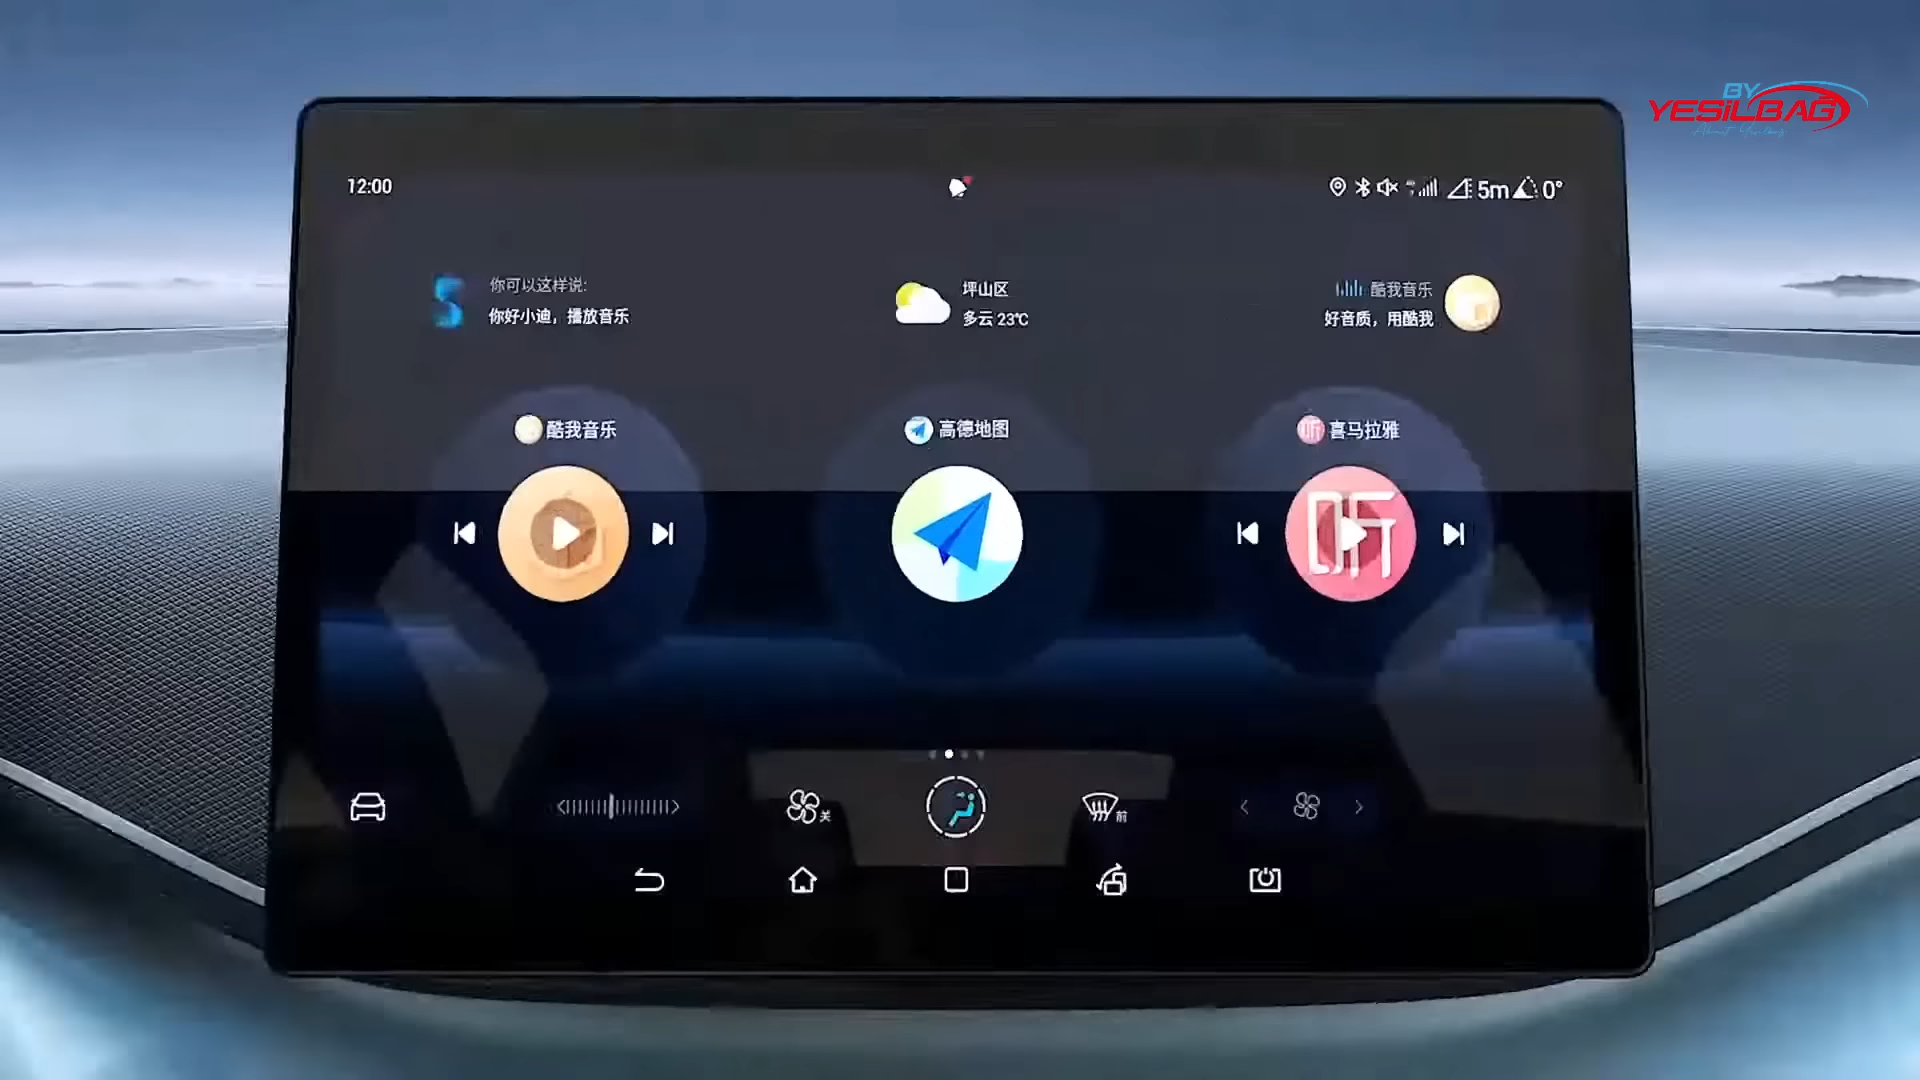 BY
YESILBAG
12:00
5m 0°
你可以这样说:
你好小迪，播放音乐
坪山区
多云 23℃
酷我音乐
好音质，用酷我
酷我音乐
高德地图
喜马拉雅
听
关
前